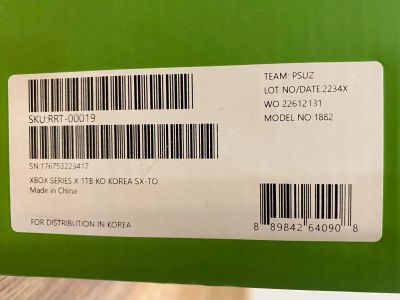 SKU:RRT-00019
SN:176753223417
XBOX SERIES X 1TB KO KOREA SX-TO
Made in China
FOR DISTRIBUTION IN KOREA
TEAM: PSUZ
LOT NO/DATE:2234X
WO 22612131
MODEL NO:1882
8 89842 64090 8